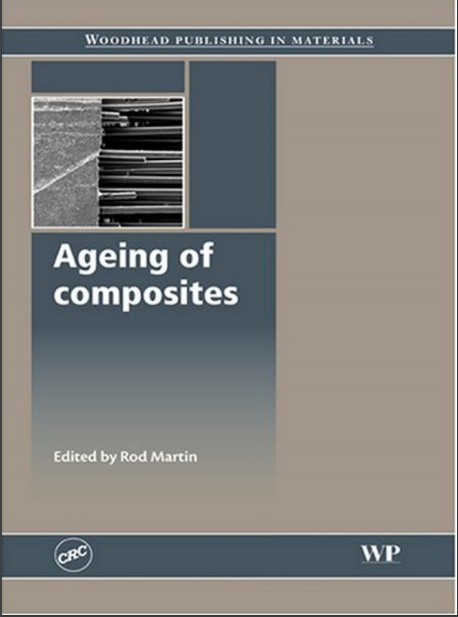 WOODHEAD PUBLISHING IN MATERIALS
Ageing of
composites
Edited by Rod Martin
CRC
WP